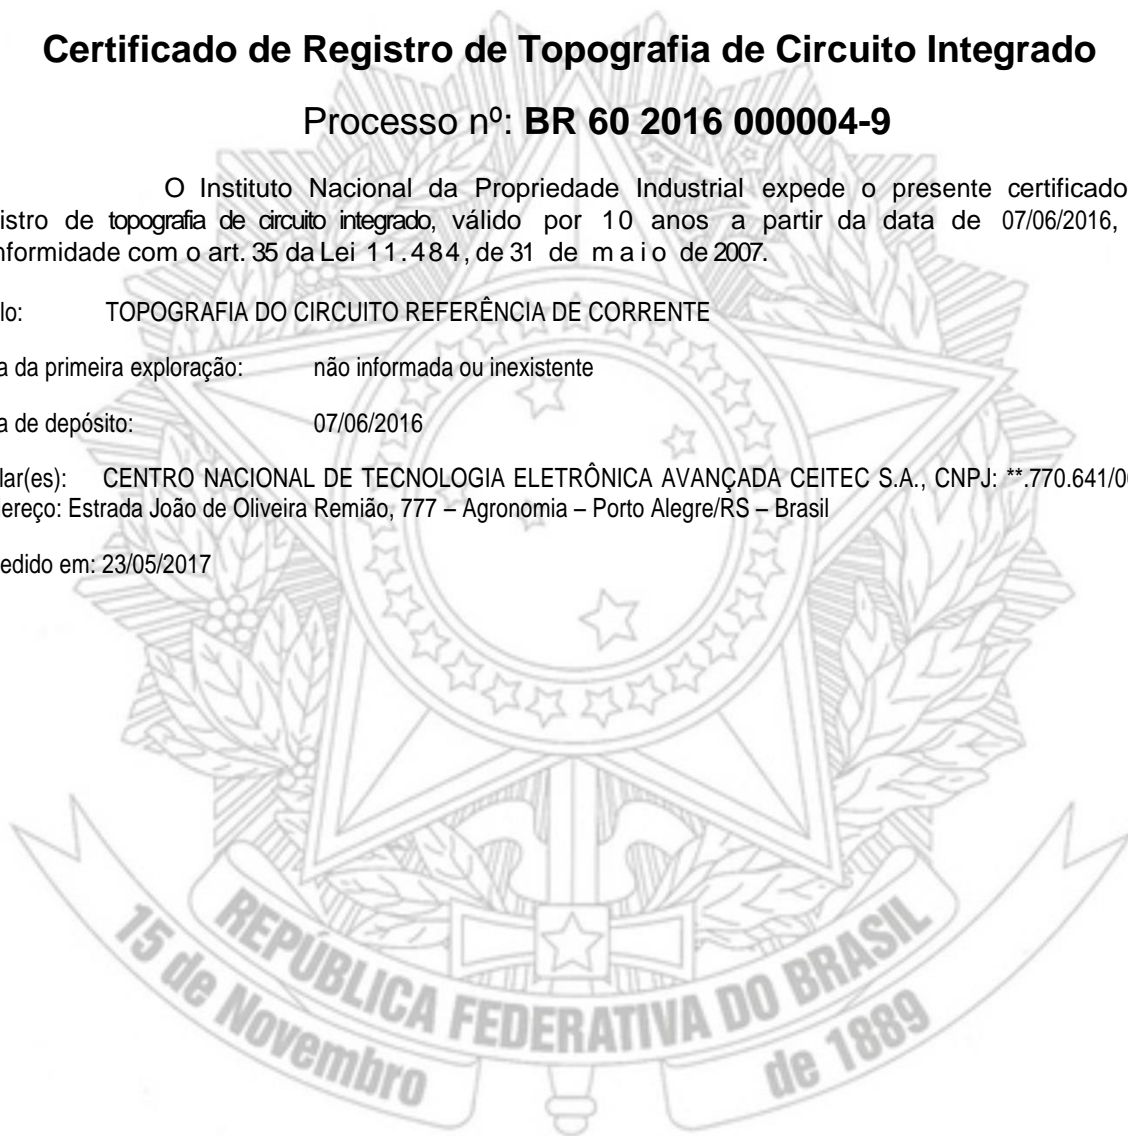 Certificado de Registro de Topografia de Circuito Integrado
Processo nº: BR 60 2016 000004-9
O Instituto Nacional da Propriedade Industrial expede o presente certificado
istro de topografia de circuito integrado, válido por 10 anos a partir da data de 07/06/2016,
nformidade com o art. 35 da Lei 11.484, de 31 de maio de 2007.
lo: TOPOGRAFIA DO CIRCUITO REFERÊNCIA DE CORRENTE
a da primeira exploração: não informada ou inexistente
a de depósito: 07/06/2016
lar(es): CENTRO NACIONAL DE TECNOLOGIA ELETRÔNICA AVANÇADA CEITEC S.A., CNPJ: **.770.641/0
ereço: Estrada João de Oliveira Remião, 777 – Agronomia – Porto Alegre/RS – Brasil
edido em: 23/05/2017
REPÚBLICA FEDERATIVA DO BRASIL
15 de Novembro de 1889